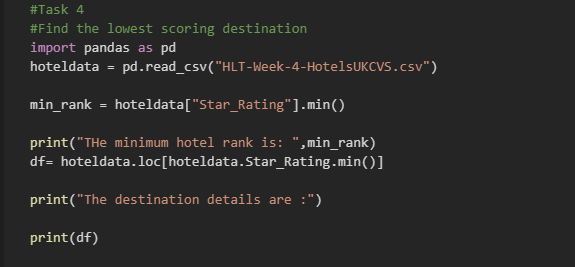 #Task 4
#Find the lowest scoring destination
import pandas as pd
hoteldata = pd.read_csv("HLT-Week-4-HotelsUKCVS.csv")
min_rank = hoteldata["Star_Rating"].min()
print("THe minimum hotel rank is: ",min_rank)
df= hoteldata.loc[hoteldata.Star_Rating.min()]
print("The destination details are :")
print(df)